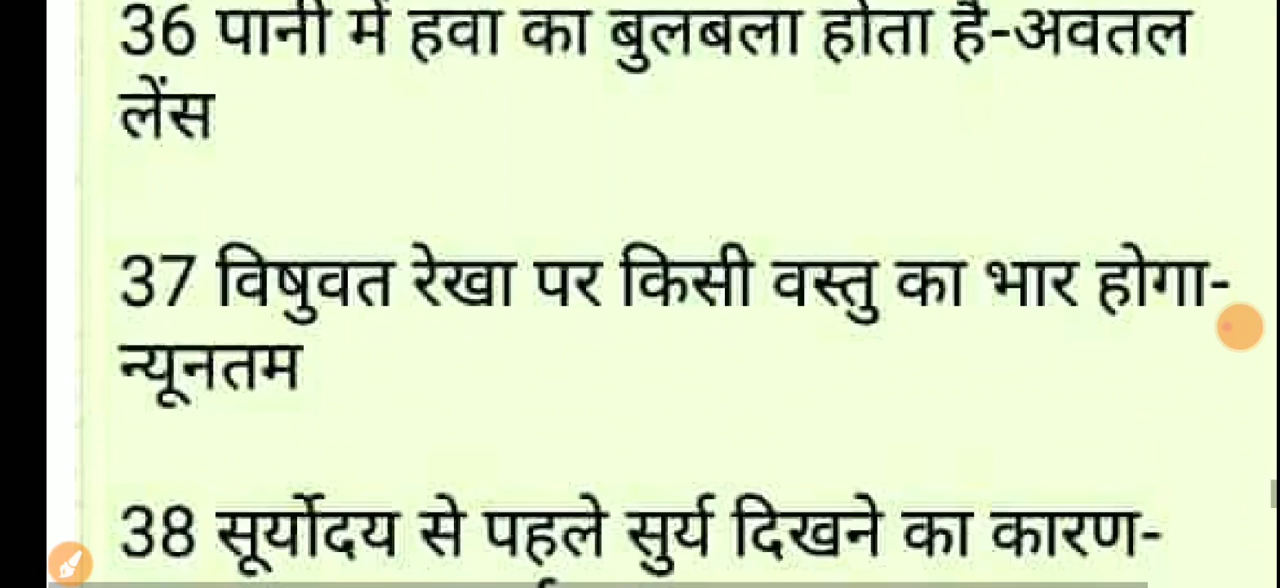 36 पानी में हवा का बुलबला होता है-अवतल
लेंस
37 विषुवत रेखा पर किसी वस्तु का भार होगा-
न्यूनतम
38 सूर्योदय से पहले सुर्य दिखने का कारण-